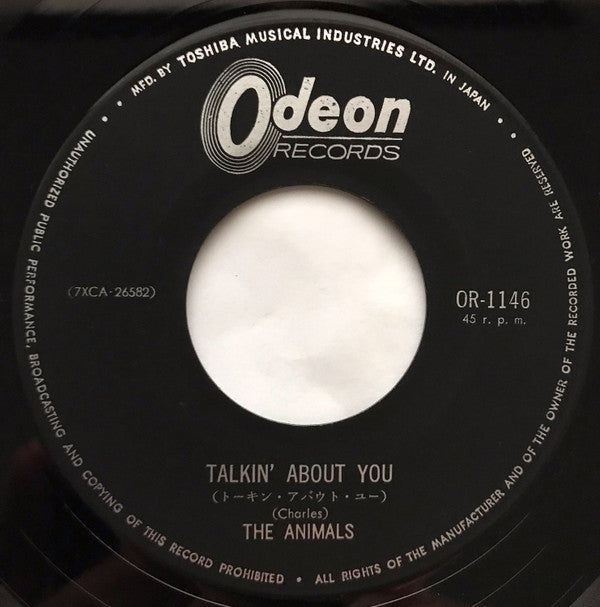 MFD. BY TOSHIBA MUSICAL INDUSTRIES LTD. IN JAPAN
Odeon
RECORDS
(7XCA-26582)
OR-1146
45 r. p. m.
TALKIN' ABOUT YOU
(トーキン・アバウト・ユー)
(Charles)
THE ANIMALS
• ALL RIGHTS OF THE MANUFACTURER AND OF THE OWNER OF THE RECORDED WORK ARE RESERVED •
• UNAUTHORIZED PUBLIC PERFORMANCE, BROADCASTING AND COPYING OF THIS RECORD PROHIBITED